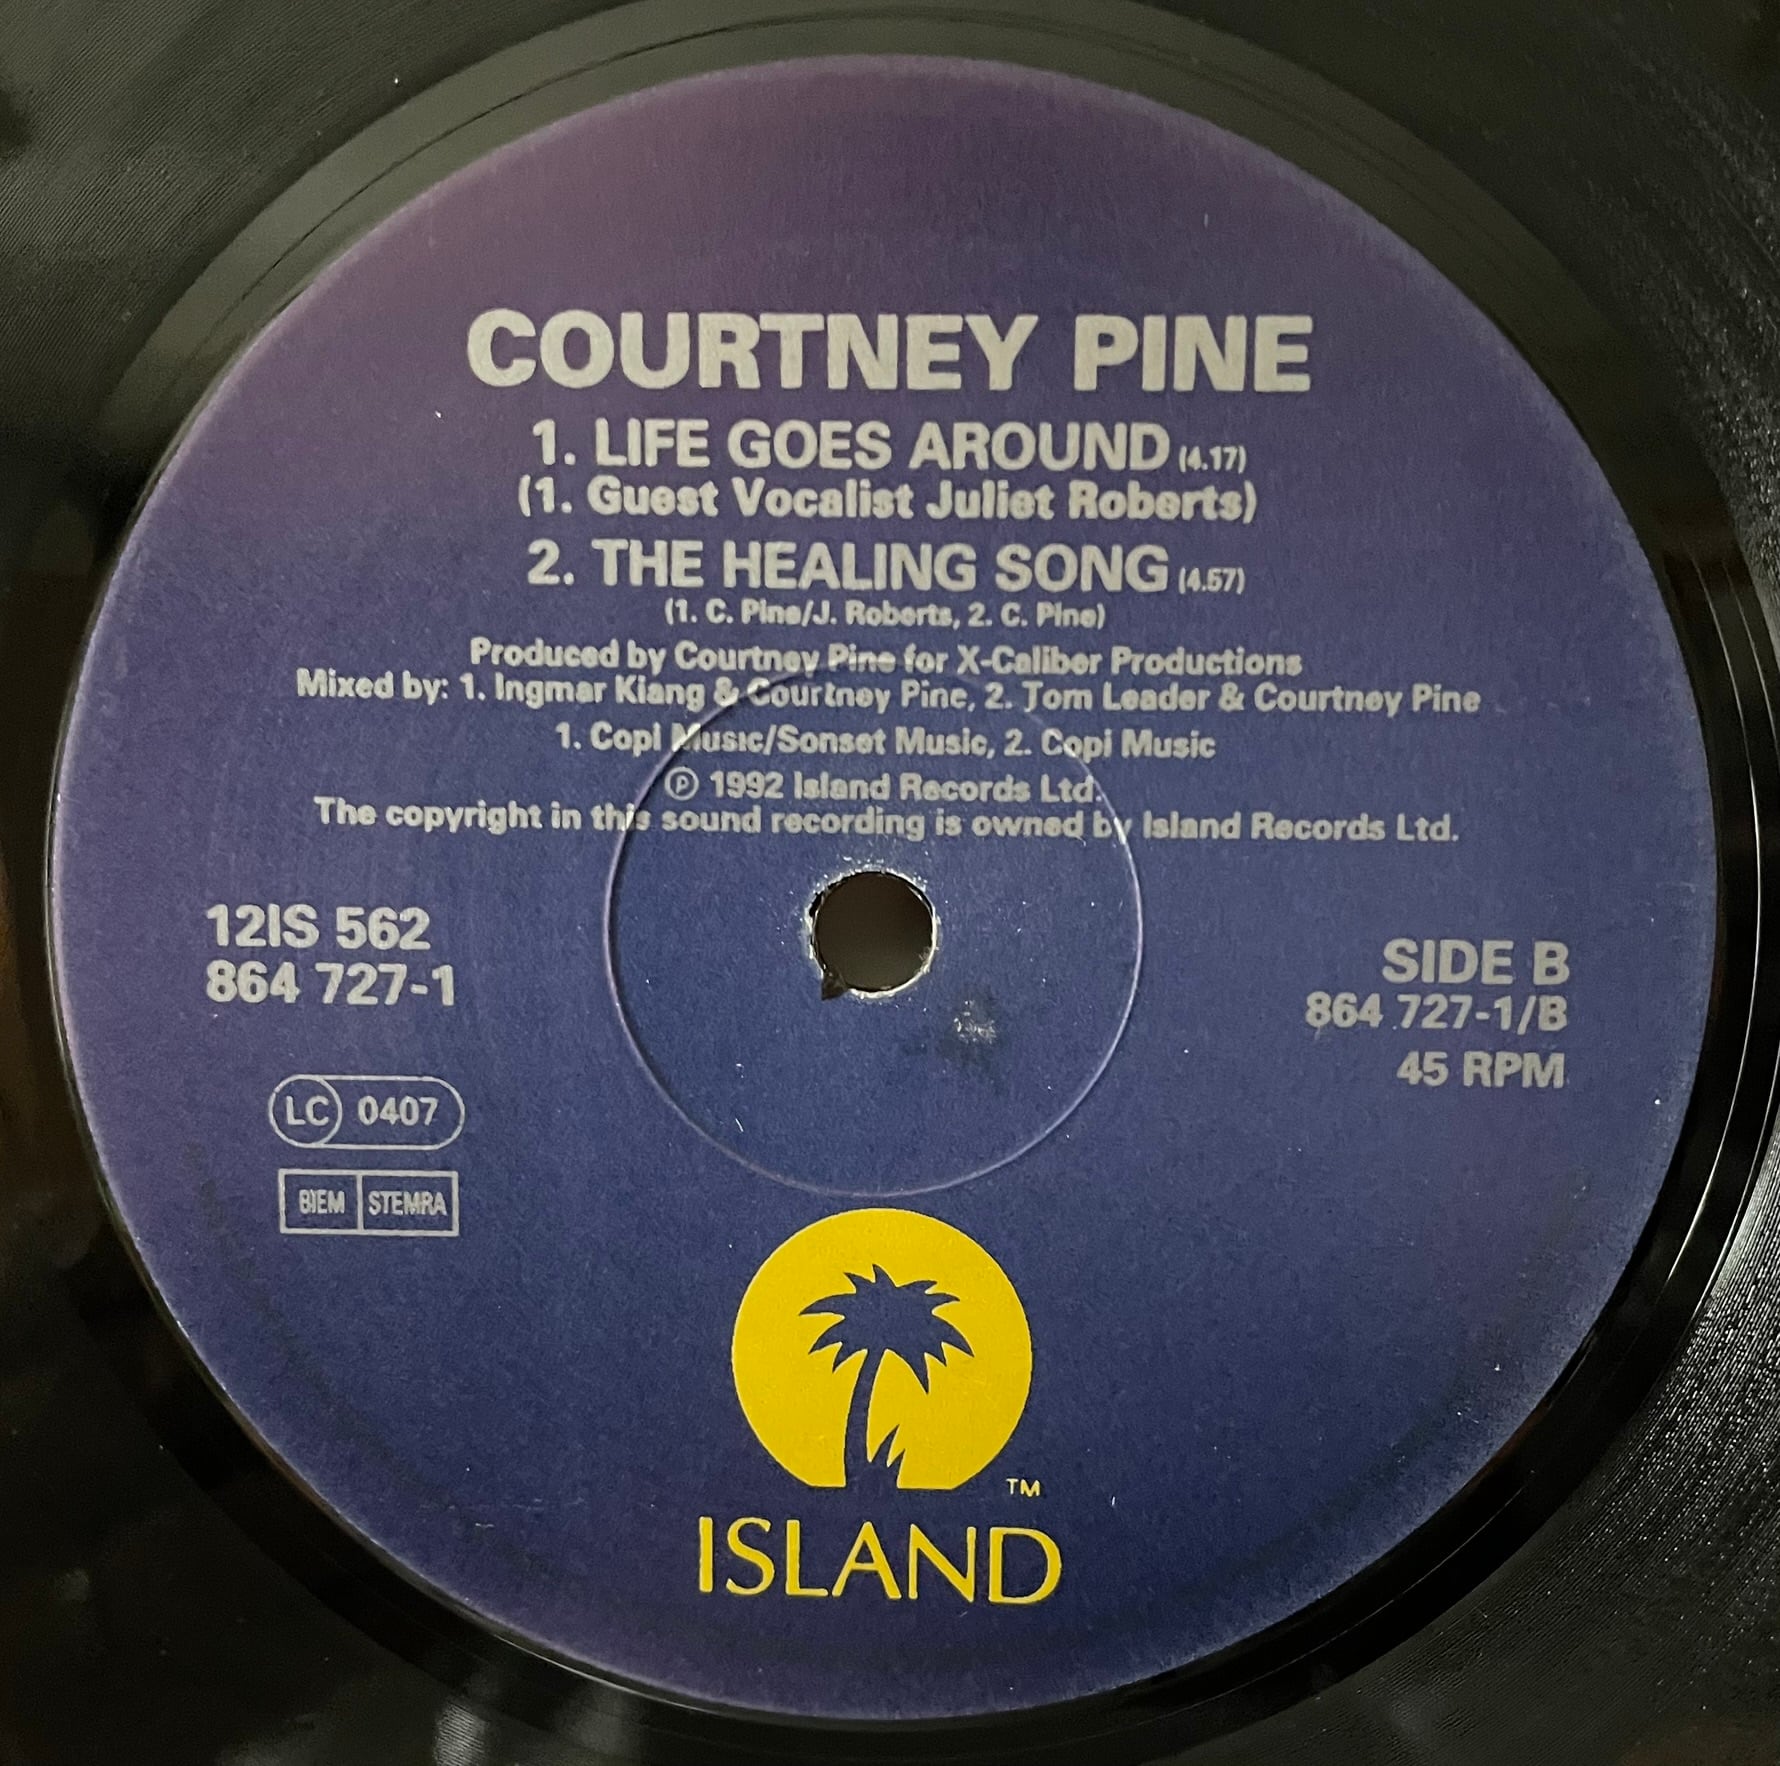 COURTNEY PINE
1. LIFE GOES AROUND (4.17)
(1. Guest Vocalist Juliet Roberts)
2. THE HEALING SONG (4.57)
(1. C. Pine/J. Roberts, 2. C. Pine)
Produced by Courtney Pine for X-Caliber Productions
Mixed by: 1. Ingmar Kiang & Courtney Pine, 2. Tom Leader & Courtney Pine
1. Copi Music/Sonset Music, 2. Copi Music
℗ 1992 Island Records Ltd.
The copyright in this sound recording is owned by Island Records Ltd.
12IS 562
864 727-1
SIDE B
864 727-1/B
45 RPM
LC 0407
BIEM STEMRA
TM
ISLAND